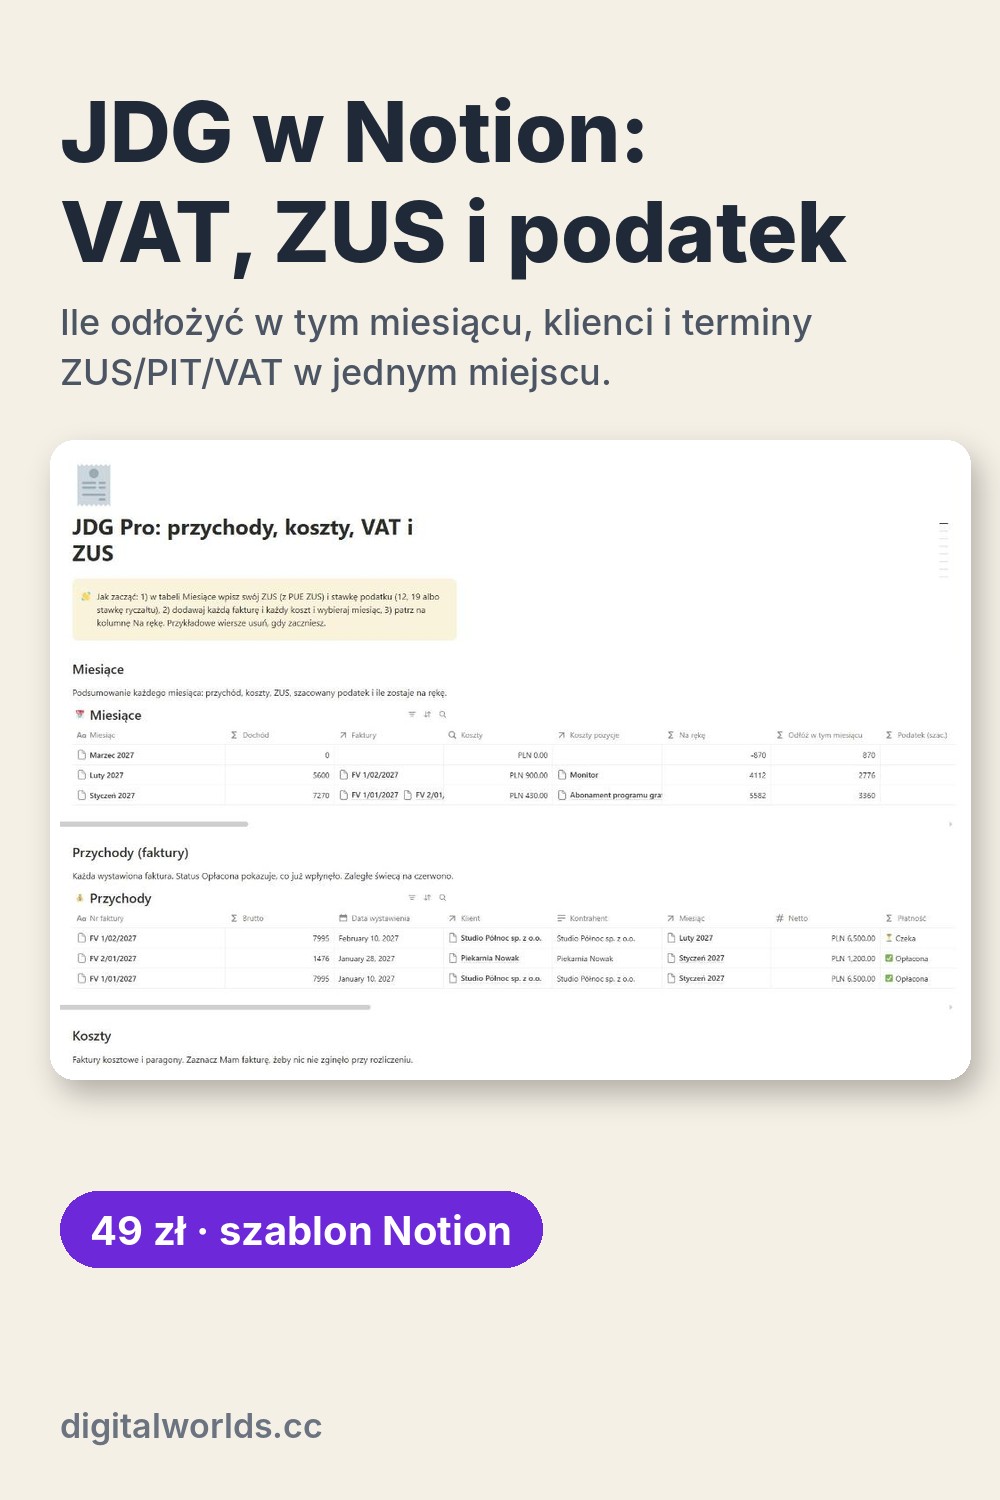 JDG w Notion:
VAT, ZUS i podatek
Ile odłożyć w tym miesiącu, klienci i terminy
ZUS/PIT/VAT w jednym miejscu.
JDG Pro: przychody, koszty, VAT i
ZUS
Jak zacząć: 1) w tabeli Miesiące wpisz swój ZUS (z PUE ZUS) i stawkę podatku (12, 19 albo
stawkę ryczałtu), 2) dodawaj każdą fakturę i każdy koszt i wybieraj miesiąc, 3) patrz na
kolumnę Na rękę. Przykładowe wiersze usuń, gdy zaczniesz.
Miesiące
Podsumowanie każdego miesiąca: przychód, koszty, ZUS, szacowany podatek i ile zostaje na rękę.
Miesiące
Aa Miesiąc Σ Dochód Faktury Koszty Koszty pozycje Σ Na rękę Σ Odłóż w tym miesiącu Σ Podatek (szac.)
Marzec 2027 0 PLN 0.00 -870 870
Luty 2027 5600 FV 1/02/2027 PLN 900.00 Monitor 4112 2776
Styczeń 2027 7270 FV 1/01/2027 FV 2/01, PLN 430.00 Abonament programu gra 5582 3360
Przychody (faktury)
Każda wystawiona faktura. Status Opłacona pokazuje, co już wpłynęło. Zaległe świecą na czerwono.
Przychody
Aa Nr faktury Σ Brutto Data wystawienia Klient Kontrahent Miesiąc # Netto Σ Płatność
FV 1/02/2027 7995 February 10, 2027 Studio Północ sp. z o.o. Studio Północ sp. z o.o. Luty 2027 PLN 6,500.00 Czeka
FV 2/01/2027 1476 January 28, 2027 Piekarnia Nowak Piekarnia Nowak Styczeń 2027 PLN 1,200.00 Opłacona
FV 1/01/2027 7995 January 10, 2027 Studio Północ sp. z o.o. Studio Północ sp. z o.o. Styczeń 2027 PLN 6,500.00 Opłacona
Koszty
Faktury kosztowe i paragony. Zaznacz Mam fakturę, żeby nic nie zginęło przy rozliczeniu.
49 zł · szablon Notion
digitalworlds.cc